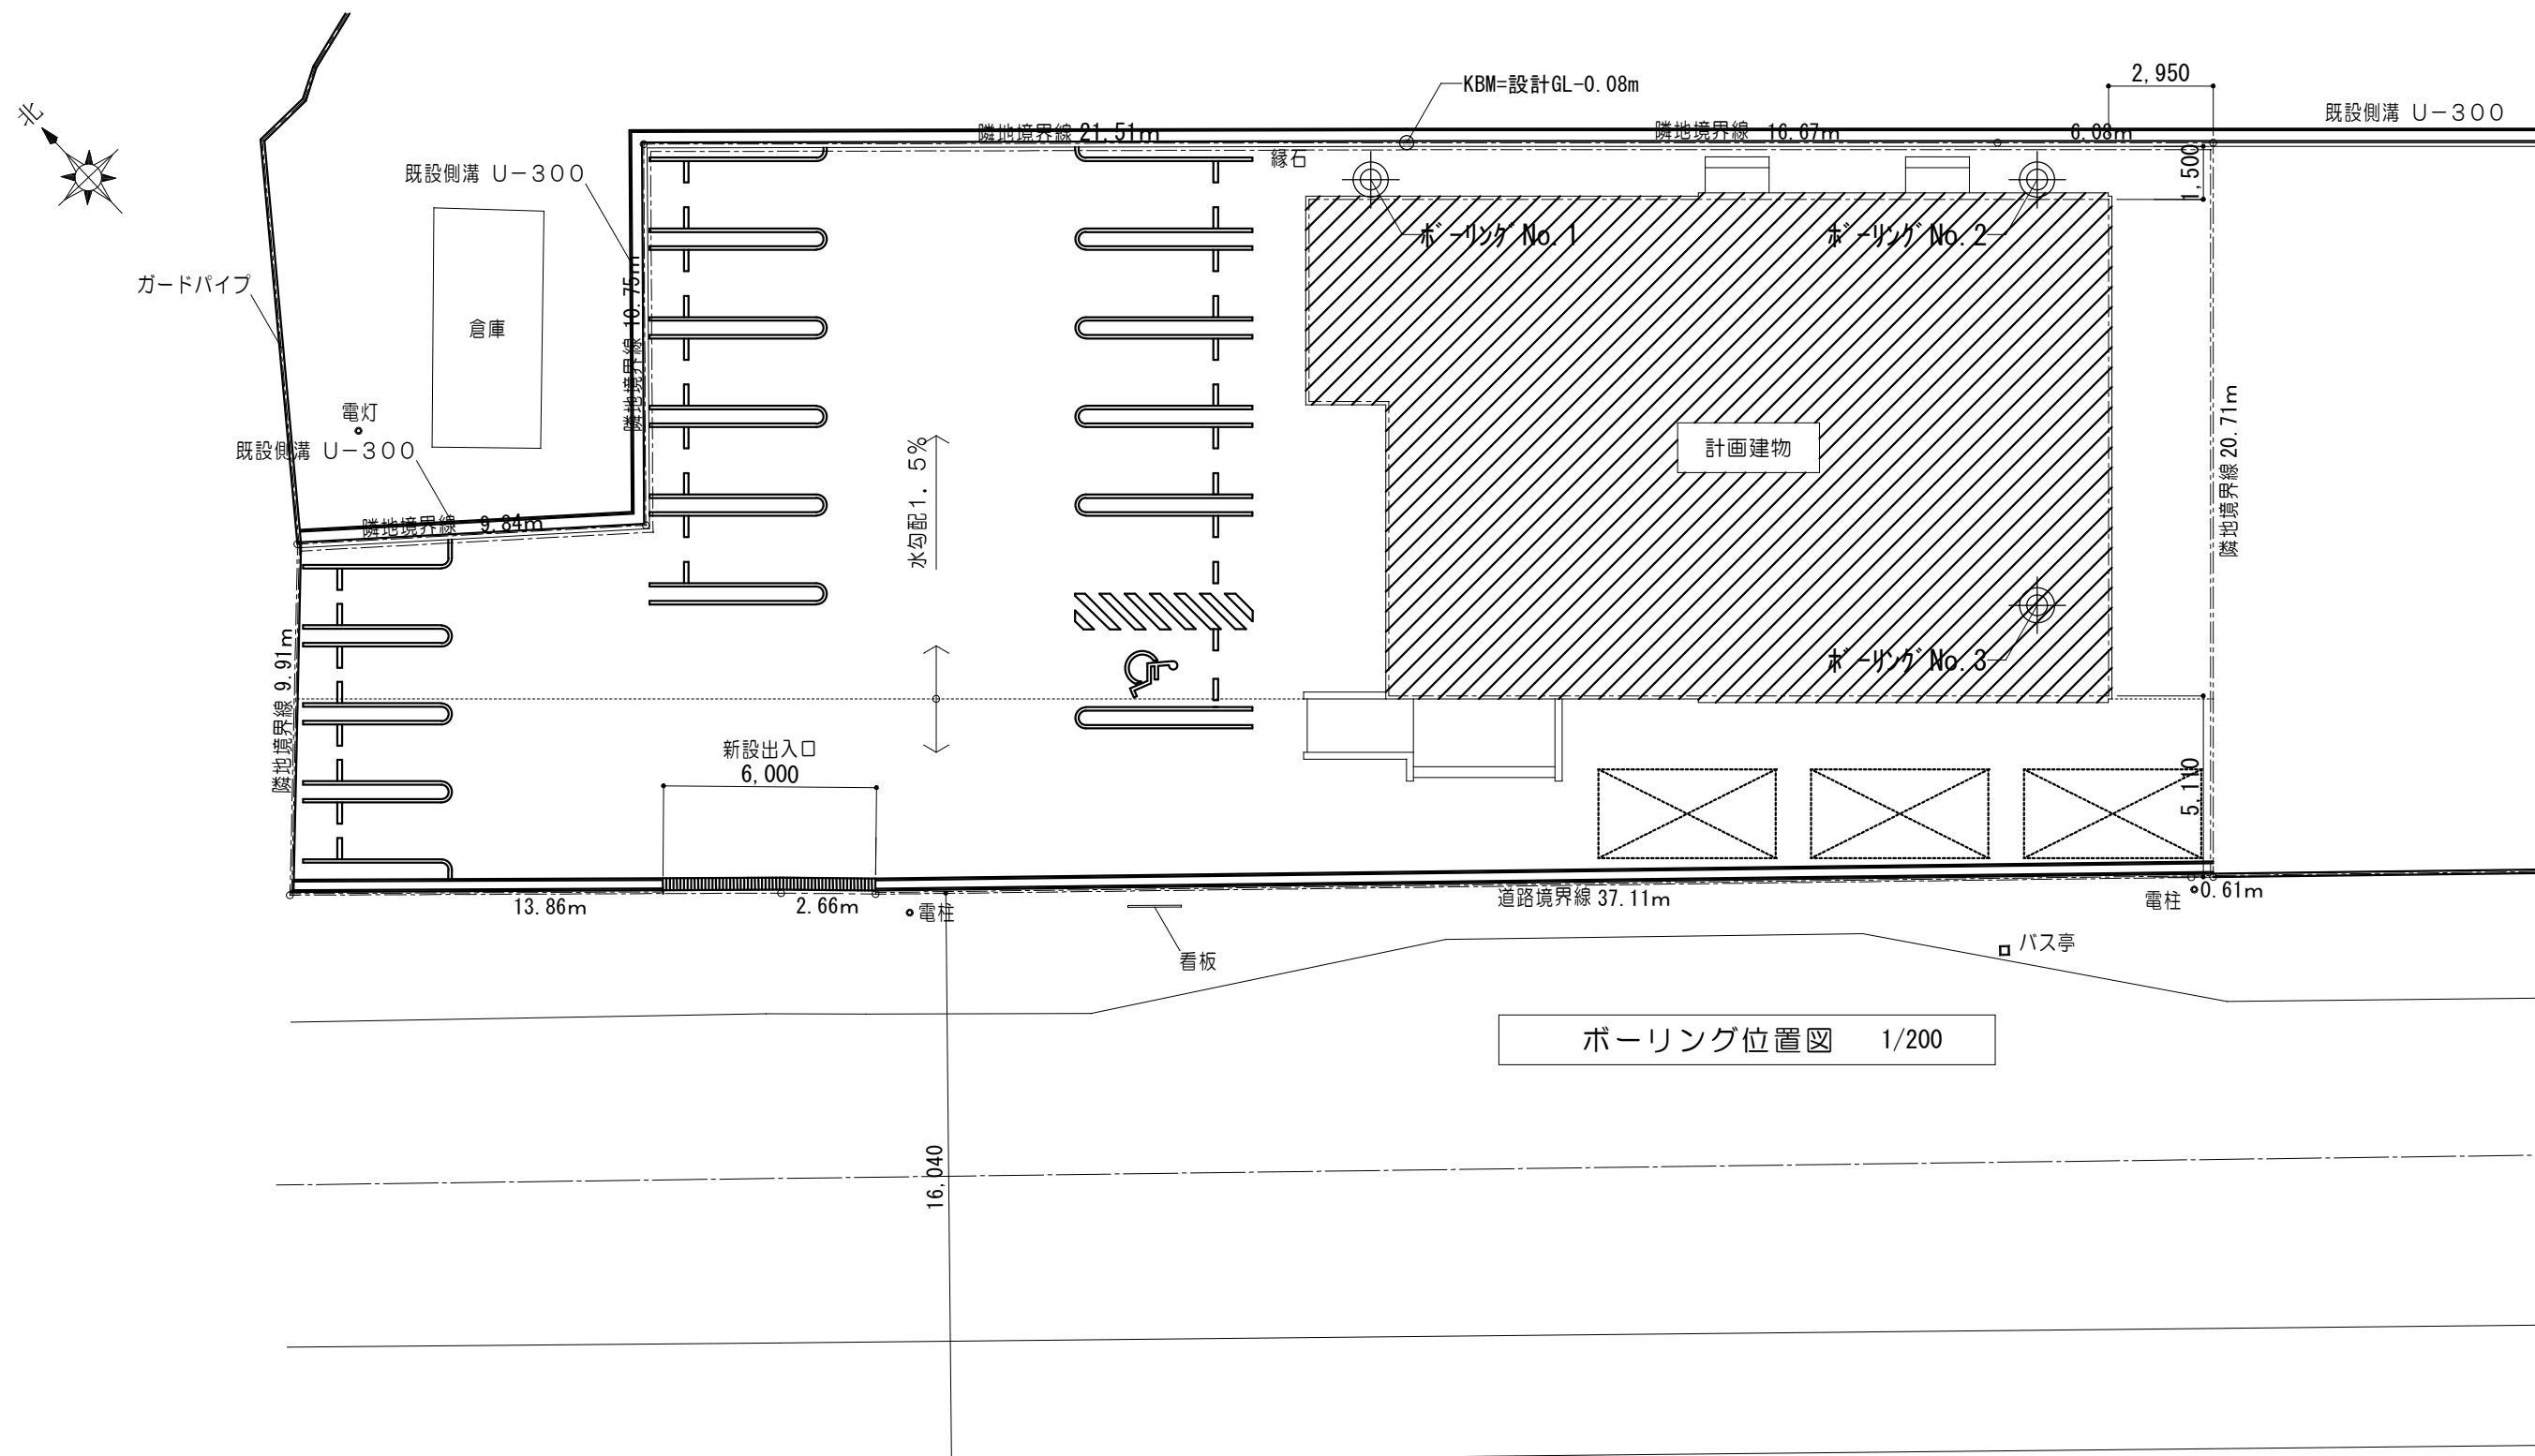 北
KBM=設計GL-0.08m
2,950
既設側溝 U-300
隣地境界線 21.51m
隣地境界線 16.67m
6.08m
縁石
1,500
既設側溝 U-300
ボーリングNo.1
ボーリングNo.2
ガードパイプ
倉庫
隣地境界線 10.75m
電灯
既設側溝 U-300
水勾配1.5%
計画建物
隣地境界線 20.71m
隣地境界線 9.84m
ボーリングNo.3
隣地境界線 9.91m
新設出入口
6,000
5,110
13.86m
2.66m
電柱
道路境界線 37.11m
電柱
0.61m
看板
バス亭
ボーリング位置図 1/200
16,040